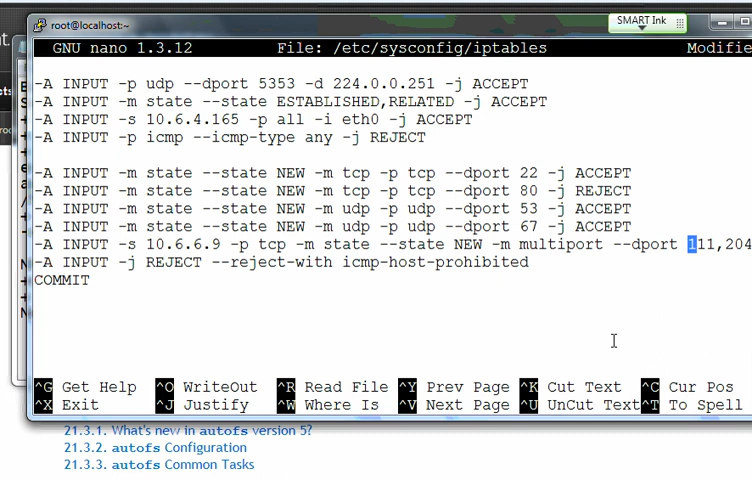 root@localhost:~
SMART Ink
GNU nano 1.3.12 File: /etc/sysconfig/iptables Modifie
-A INPUT -p udp --dport 5353 -d 224.0.0.251 -j ACCEPT
-A INPUT -m state --state ESTABLISHED,RELATED -j ACCEPT
-A INPUT -s 10.6.4.165 -p all -i eth0 -j ACCEPT
-A INPUT -p icmp --icmp-type any -j REJECT
-A INPUT -m state --state NEW -m tcp -p tcp --dport 22 -j ACCEPT
-A INPUT -m state --state NEW -m tcp -p tcp --dport 80 -j REJECT
-A INPUT -m state --state NEW -m udp -p udp --dport 53 -j ACCEPT
-A INPUT -m state --state NEW -m udp -p udp --dport 67 -j ACCEPT
-A INPUT -s 10.6.6.9 -p tcp -m state --state NEW -m multiport --dport 111,204
-A INPUT -j REJECT --reject-with icmp-host-prohibited
COMMIT
^G Get Help ^O WriteOut ^R Read File ^Y Prev Page ^K Cut Text ^C Cur Pos
^X Exit ^J Justify ^W Where Is ^V Next Page ^U UnCut Text ^T To Spell
21.3.1. What's new in autofs version 5?
21.3.2. autofs Configuration
21.3.3. autofs Common Tasks